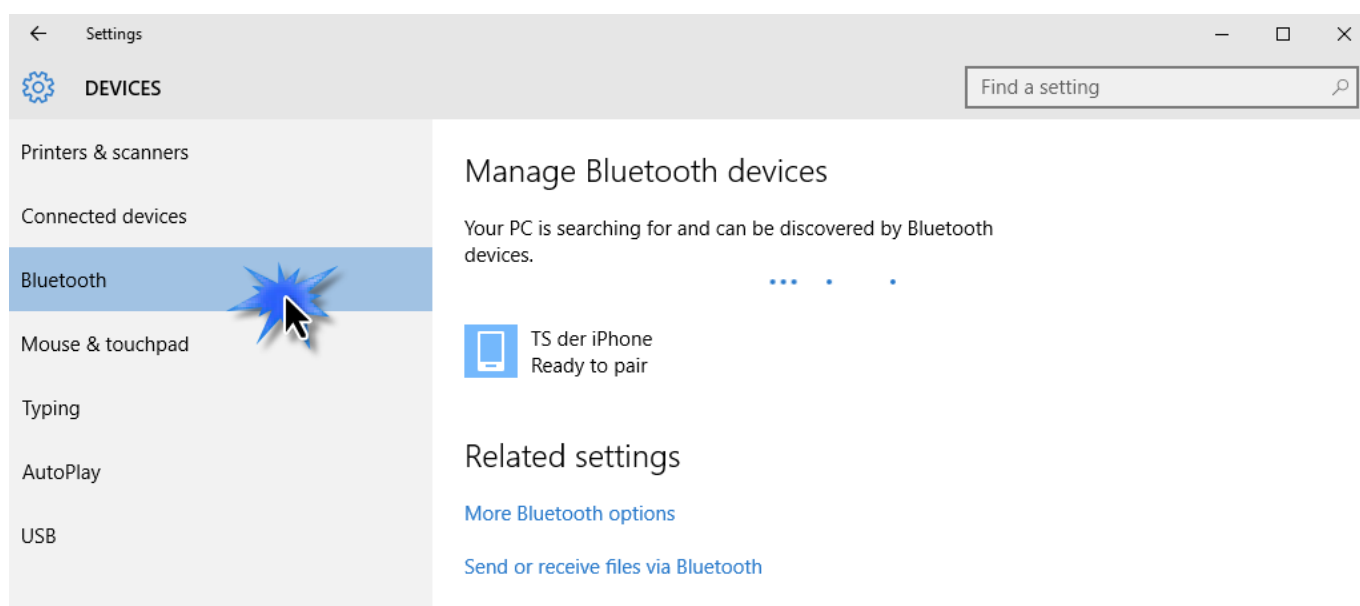 Settings
DEVICES
Find a setting
Printers & scanners
Connected devices
Bluetooth
Mouse & touchpad
Typing
AutoPlay
USB
Manage Bluetooth devices
Your PC is searching for and can be discovered by Bluetooth
devices.
TS der iPhone
Ready to pair
Related settings
More Bluetooth options
Send or receive files via Bluetooth